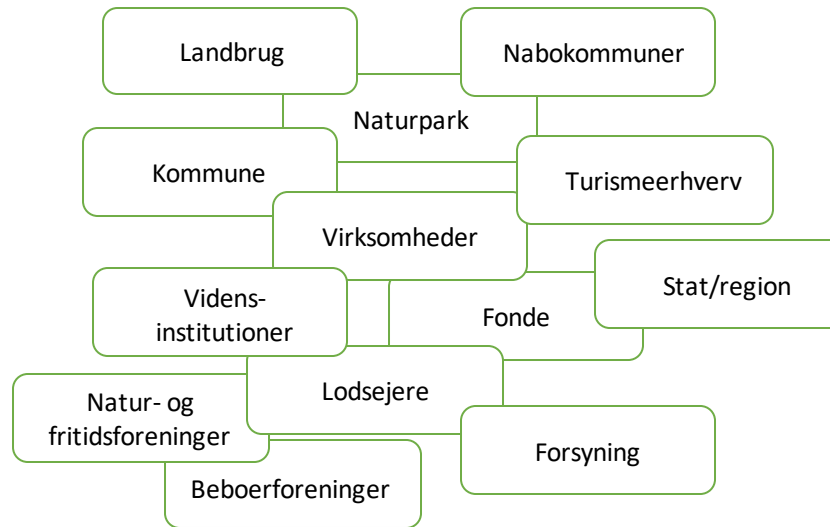 Landbrug
Nabokommuner
Naturpark
Kommune
Turismeerhverv
Virksomheder
Videns-
institutioner
Stat/region
Fonde
Lodsejere
Natur- og
fritidsforeninger
Forsyning
Beboerforeninger